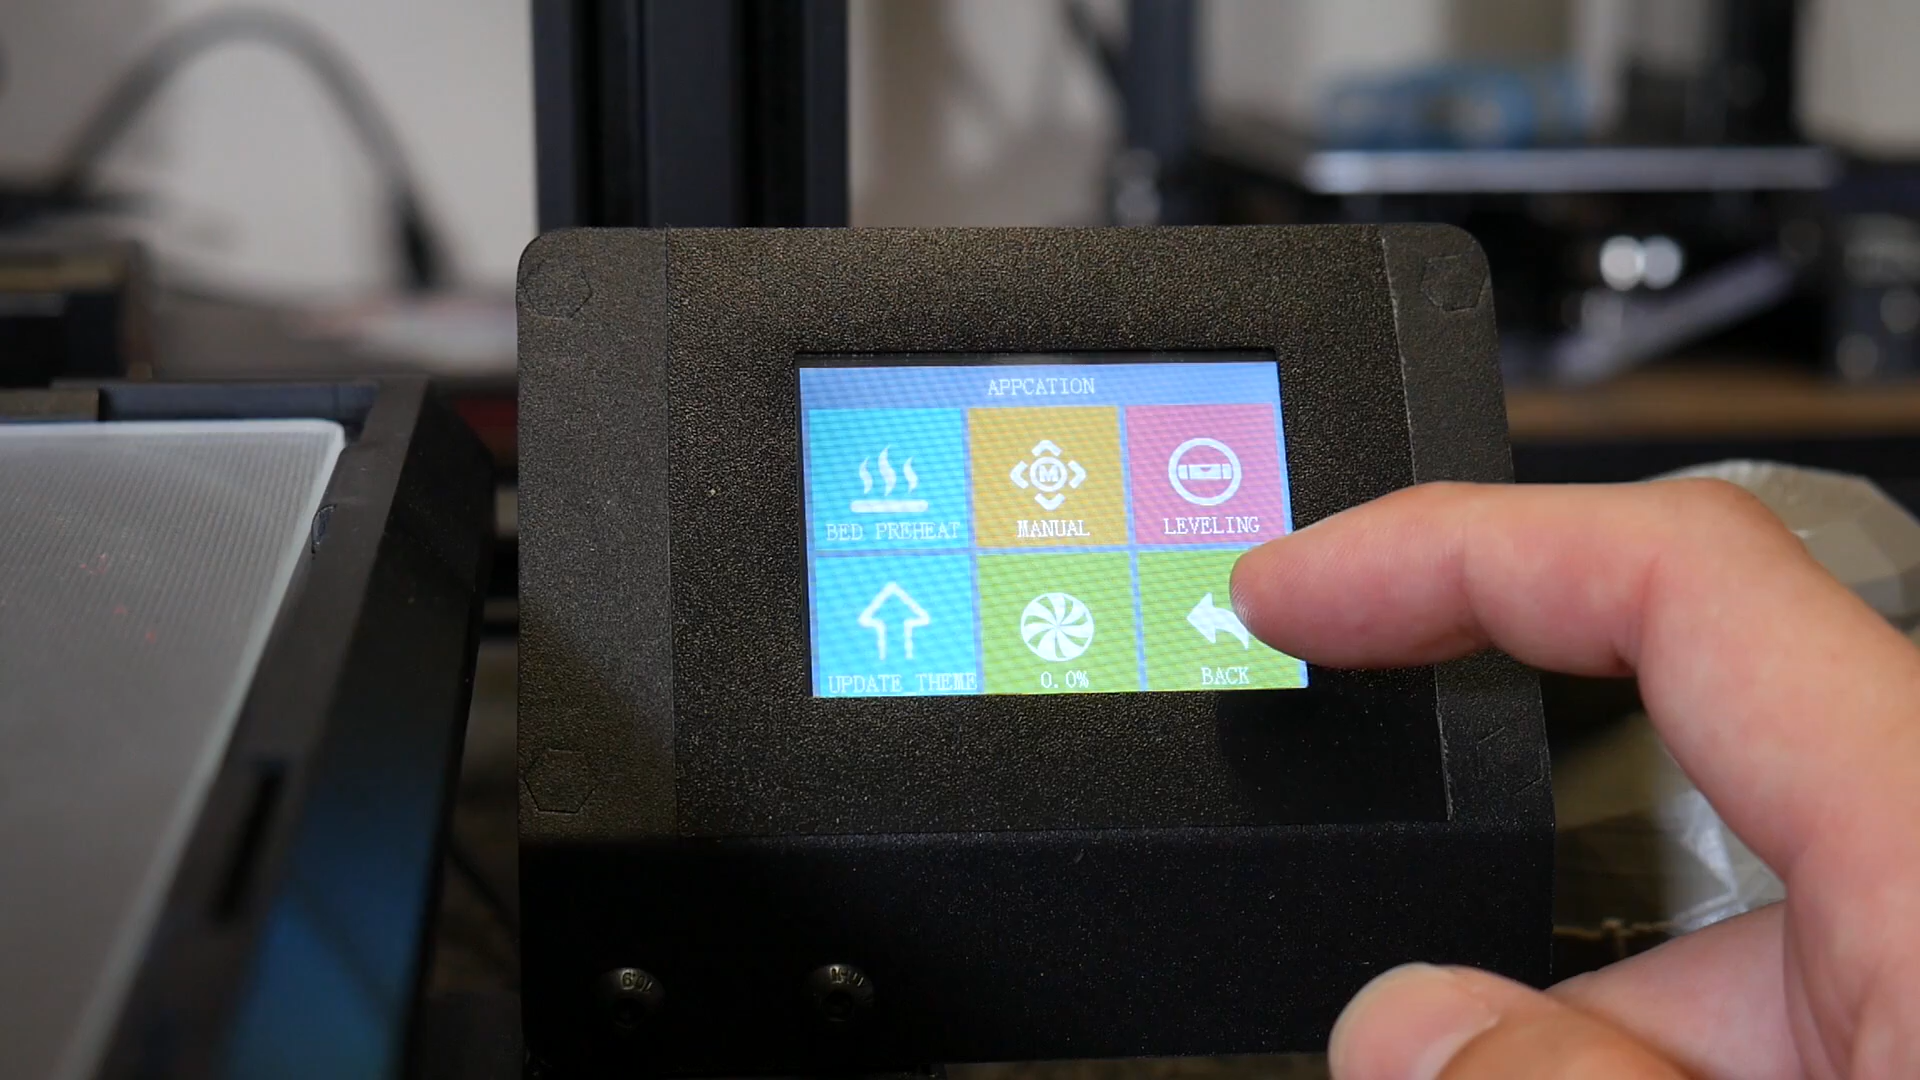 APPCATION
BED PREHEAT
MANUAL
LEVELING
UPDATE THEME
0.0%
BACK